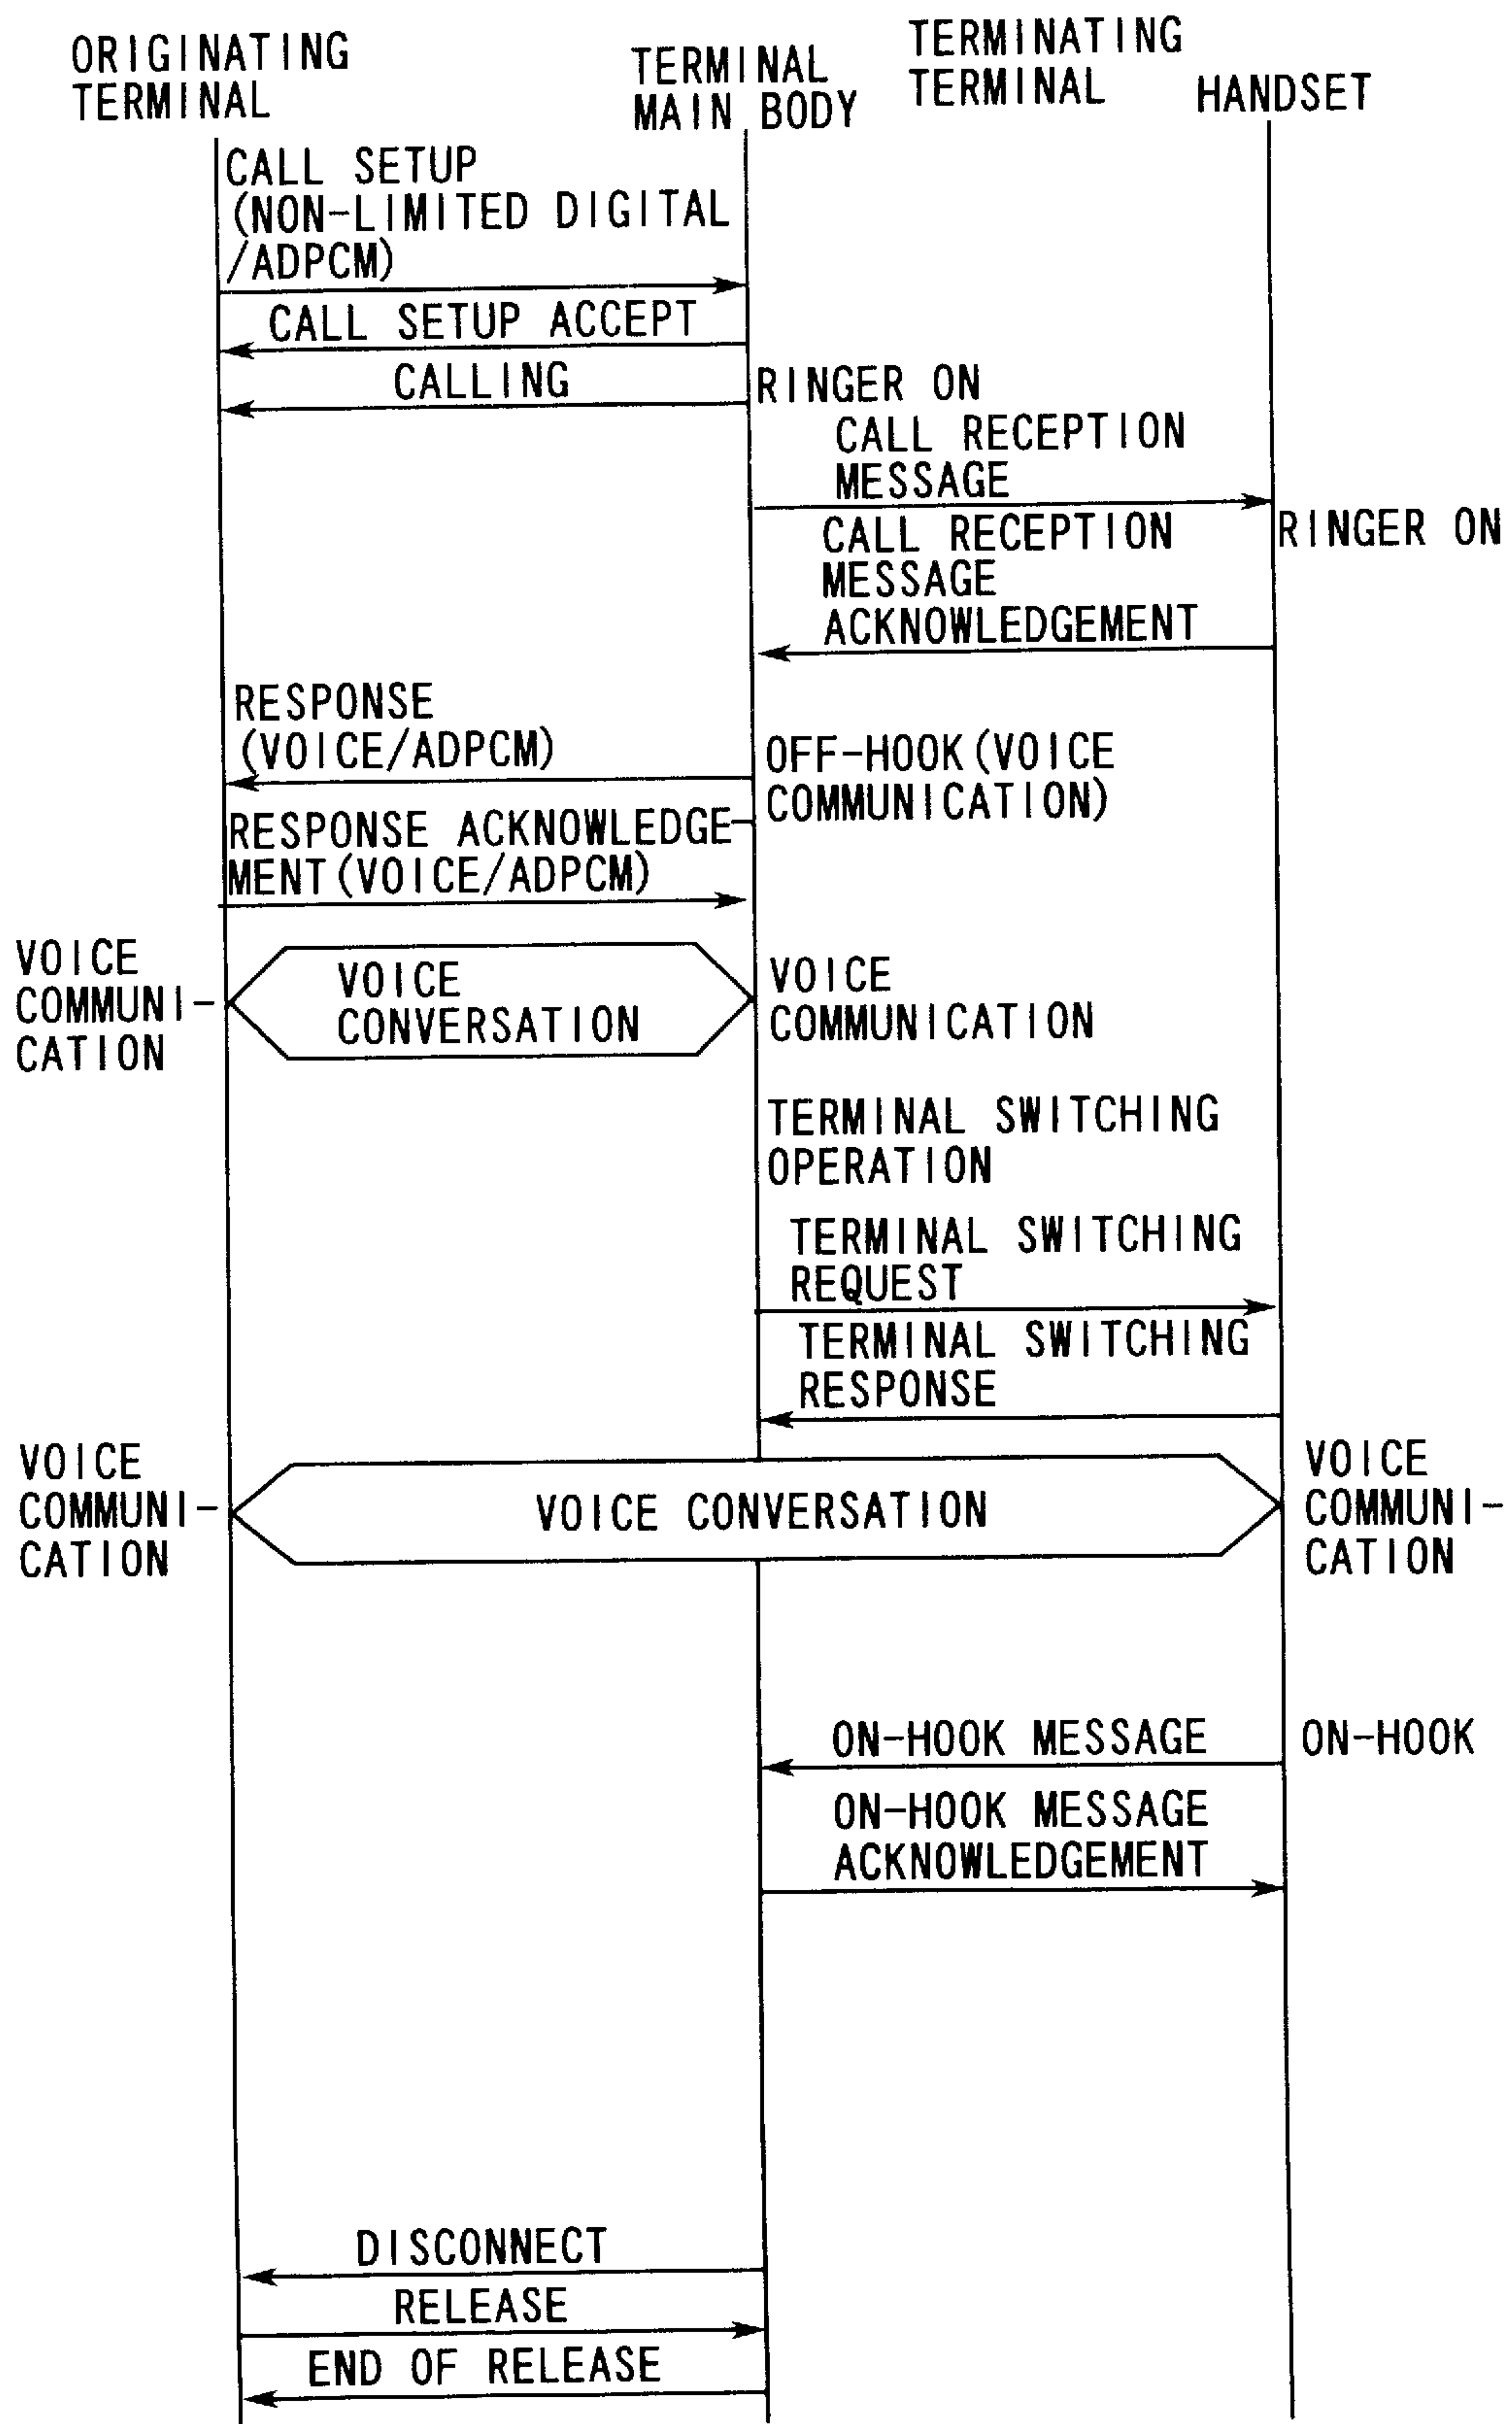 ORIGINATING
TERMINAL
TERMINAL
MAIN BODY
TERMINATING
TERMINAL
HANDSET
CALL SETUP
(NON-LIMITED DIGITAL
/ADPCM)
CALL SETUP ACCEPT
CALLING
RINGER ON
CALL RECEPTION
MESSAGE
RINGER ON
CALL RECEPTION
MESSAGE
ACKNOWLEDGEMENT
RESPONSE
(VOICE/ADPCM)
OFF-HOOK(VOICE
COMMUNICATION)
RESPONSE ACKNOWLEDGE-
MENT(VOICE/ADPCM)
VOICE
COMMUNI-
CATION
VOICE
CONVERSATION
VOICE
COMMUNICATION
TERMINAL SWITCHING
OPERATION
TERMINAL SWITCHING
REQUEST
TERMINAL SWITCHING
RESPONSE
VOICE
COMMUNI-
CATION
VOICE CONVERSATION
VOICE
COMMUNI-
CATION
ON-HOOK MESSAGE
ON-HOOK
ON-HOOK MESSAGE
ACKNOWLEDGEMENT
DISCONNECT
RELEASE
END OF RELEASE